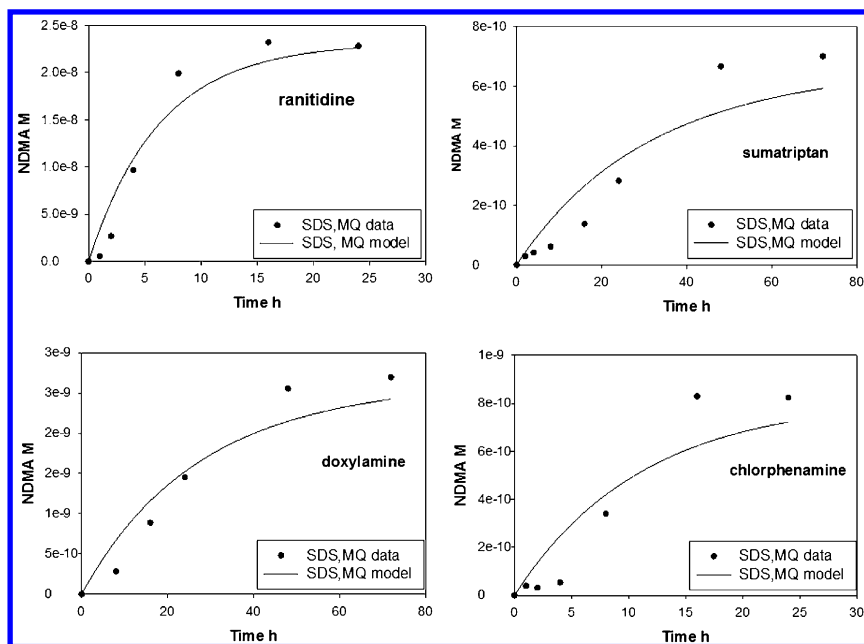 2.5e-8
2.0e-8
1.5e-8
1.0e-8
5.0e-9
0.0
NDMA M
ranitidine
SDS,MQ data
SDS, MQ model
0 5 10 15 20 25 30
Time h
8e-10
6e-10
4e-10
2e-10
0
NDMA M
sumatriptan
SDS,MQ data
SDS,MQ model
0 20 40 60 80
Time h
3e-9
3e-9
2e-9
2e-9
1e-9
5e-10
0
NDMA M
doxylamine
SDS,MQ data
SDS,MQ model
0 20 40 60 80
Time h
1e-9
8e-10
6e-10
4e-10
2e-10
0
NDMA M
chlorphenamine
SDS,MQ data
SDS,MQ model
0 5 10 15 20 25 30
Time h